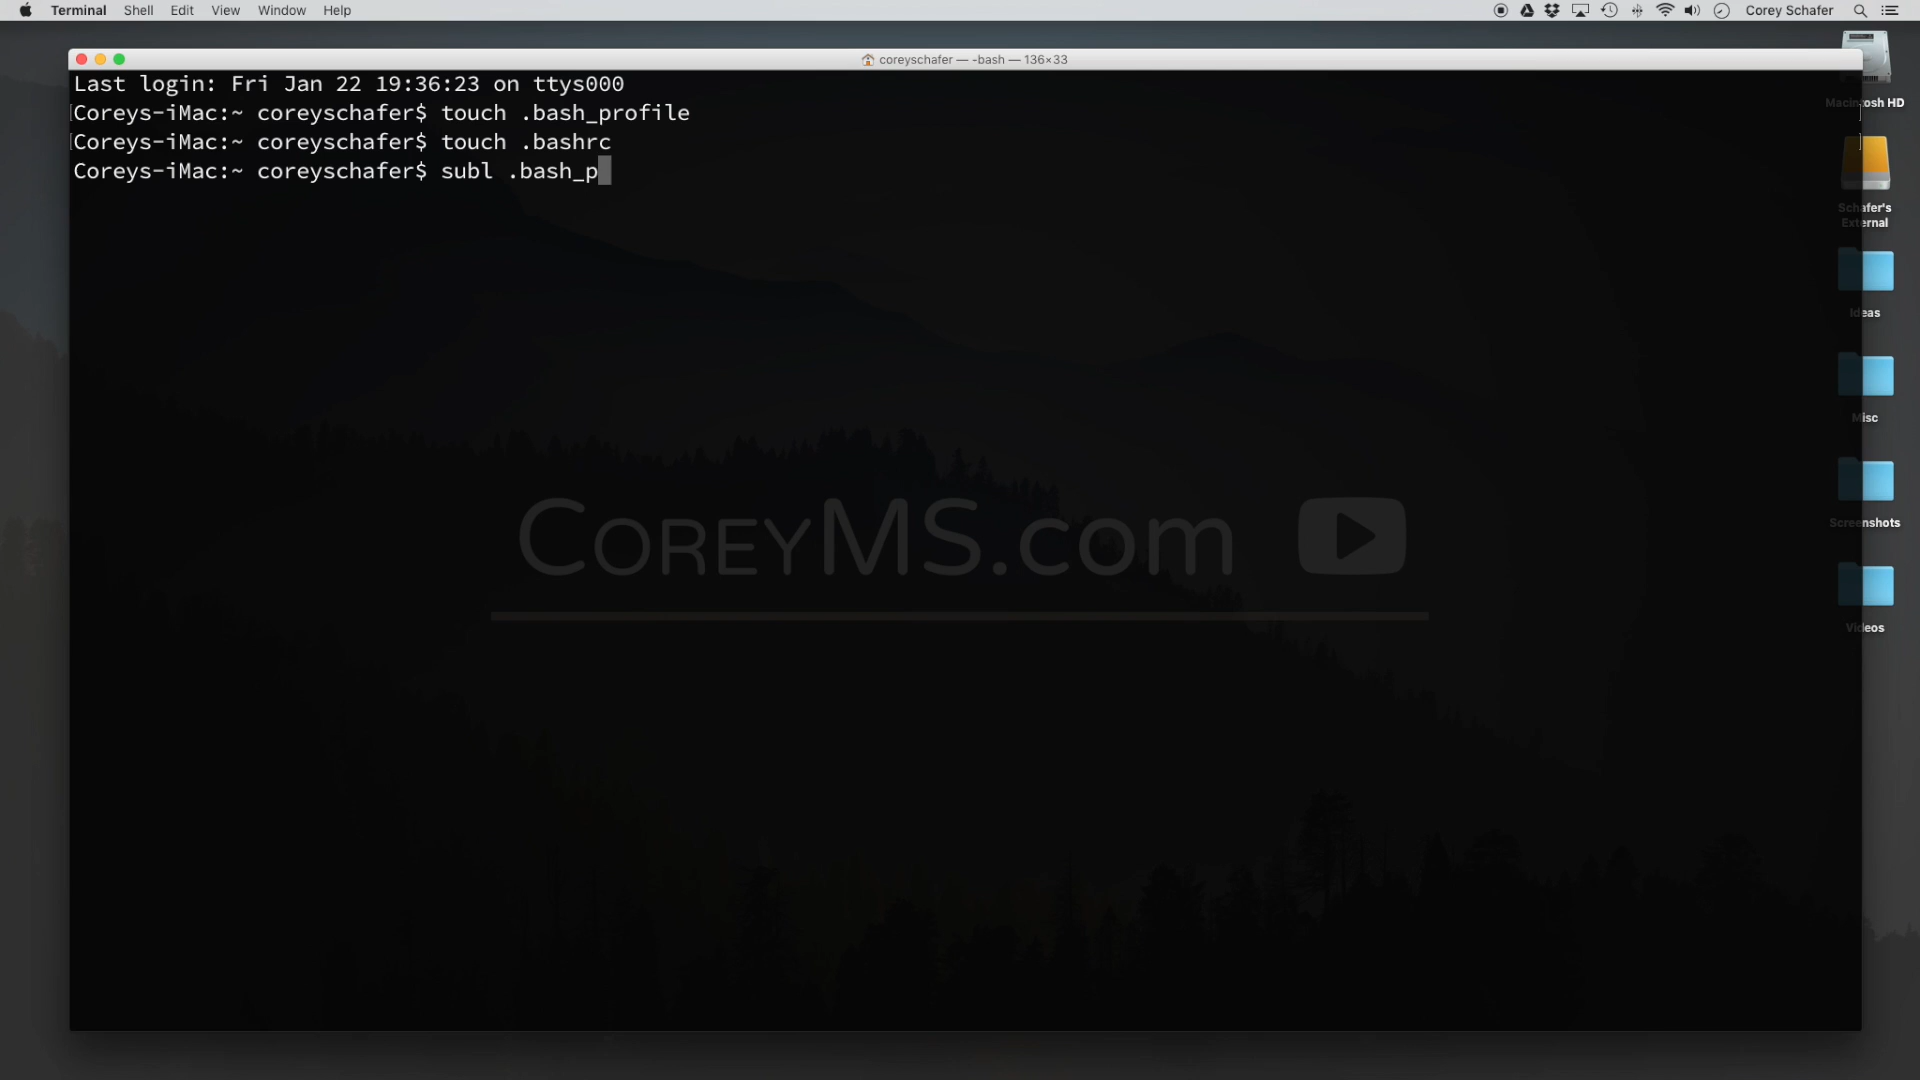 Terminal Shell Edit View Window Help Corey Schafer
coreyschafer — -bash — 136×33
Last login: Fri Jan 22 19:36:23 on ttys000
Coreys-iMac:~ coreyschafer$ touch .bash_profile
Coreys-iMac:~ coreyschafer$ touch .bashrc
Coreys-iMac:~ coreyschafer$ subl .bash_p
Macintosh HD
Schafer's
External
Ideas
Misc
Screenshots
Videos
CoreyMS.com